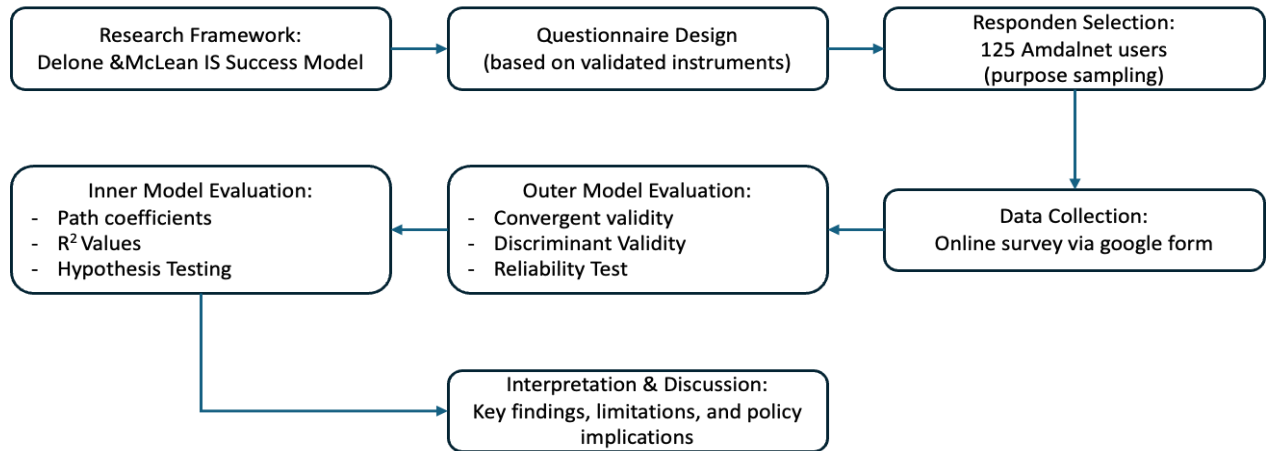 Research Framework:
Delone &McLean IS Success Model
Questionnaire Design
(based on validated instruments)
Responden Selection:
125 Amdalnet users
(purpose sampling)
Data Collection:
Online survey via google form
Outer Model Evaluation:
- Convergent validity
- Discriminant Validity
- Reliability Test
Inner Model Evaluation:
- Path coefficients
- R² Values
- Hypothesis Testing
Interpretation & Discussion:
Key findings, limitations, and policy
implications